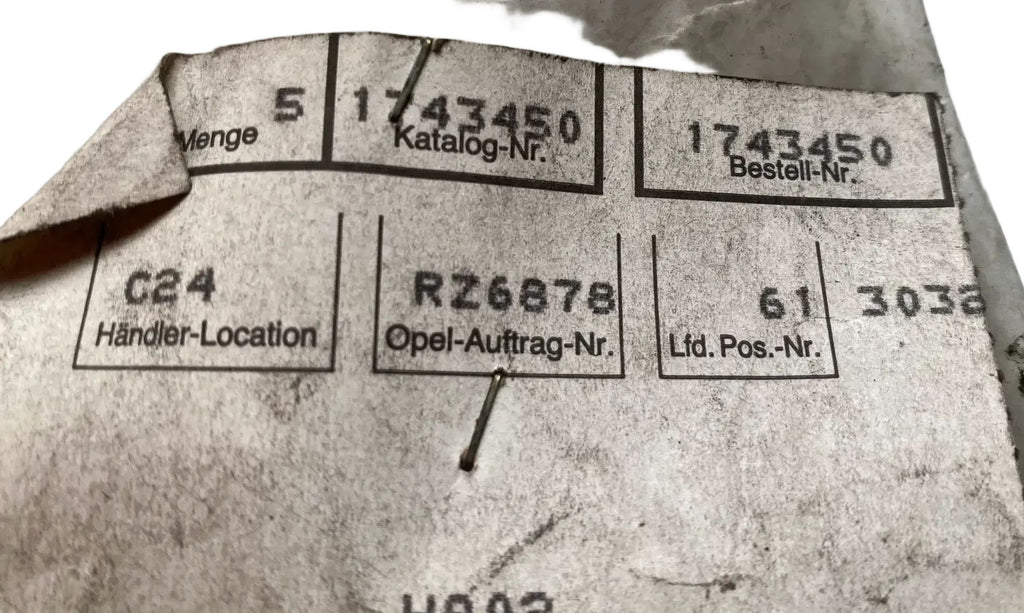 5 1743450 1743450
Menge Katalog-Nr. Bestell-Nr.
C24 RZ6878 61 3032
Händler-Location Opel-Auftrag-Nr. Lfd. Pos.-Nr.